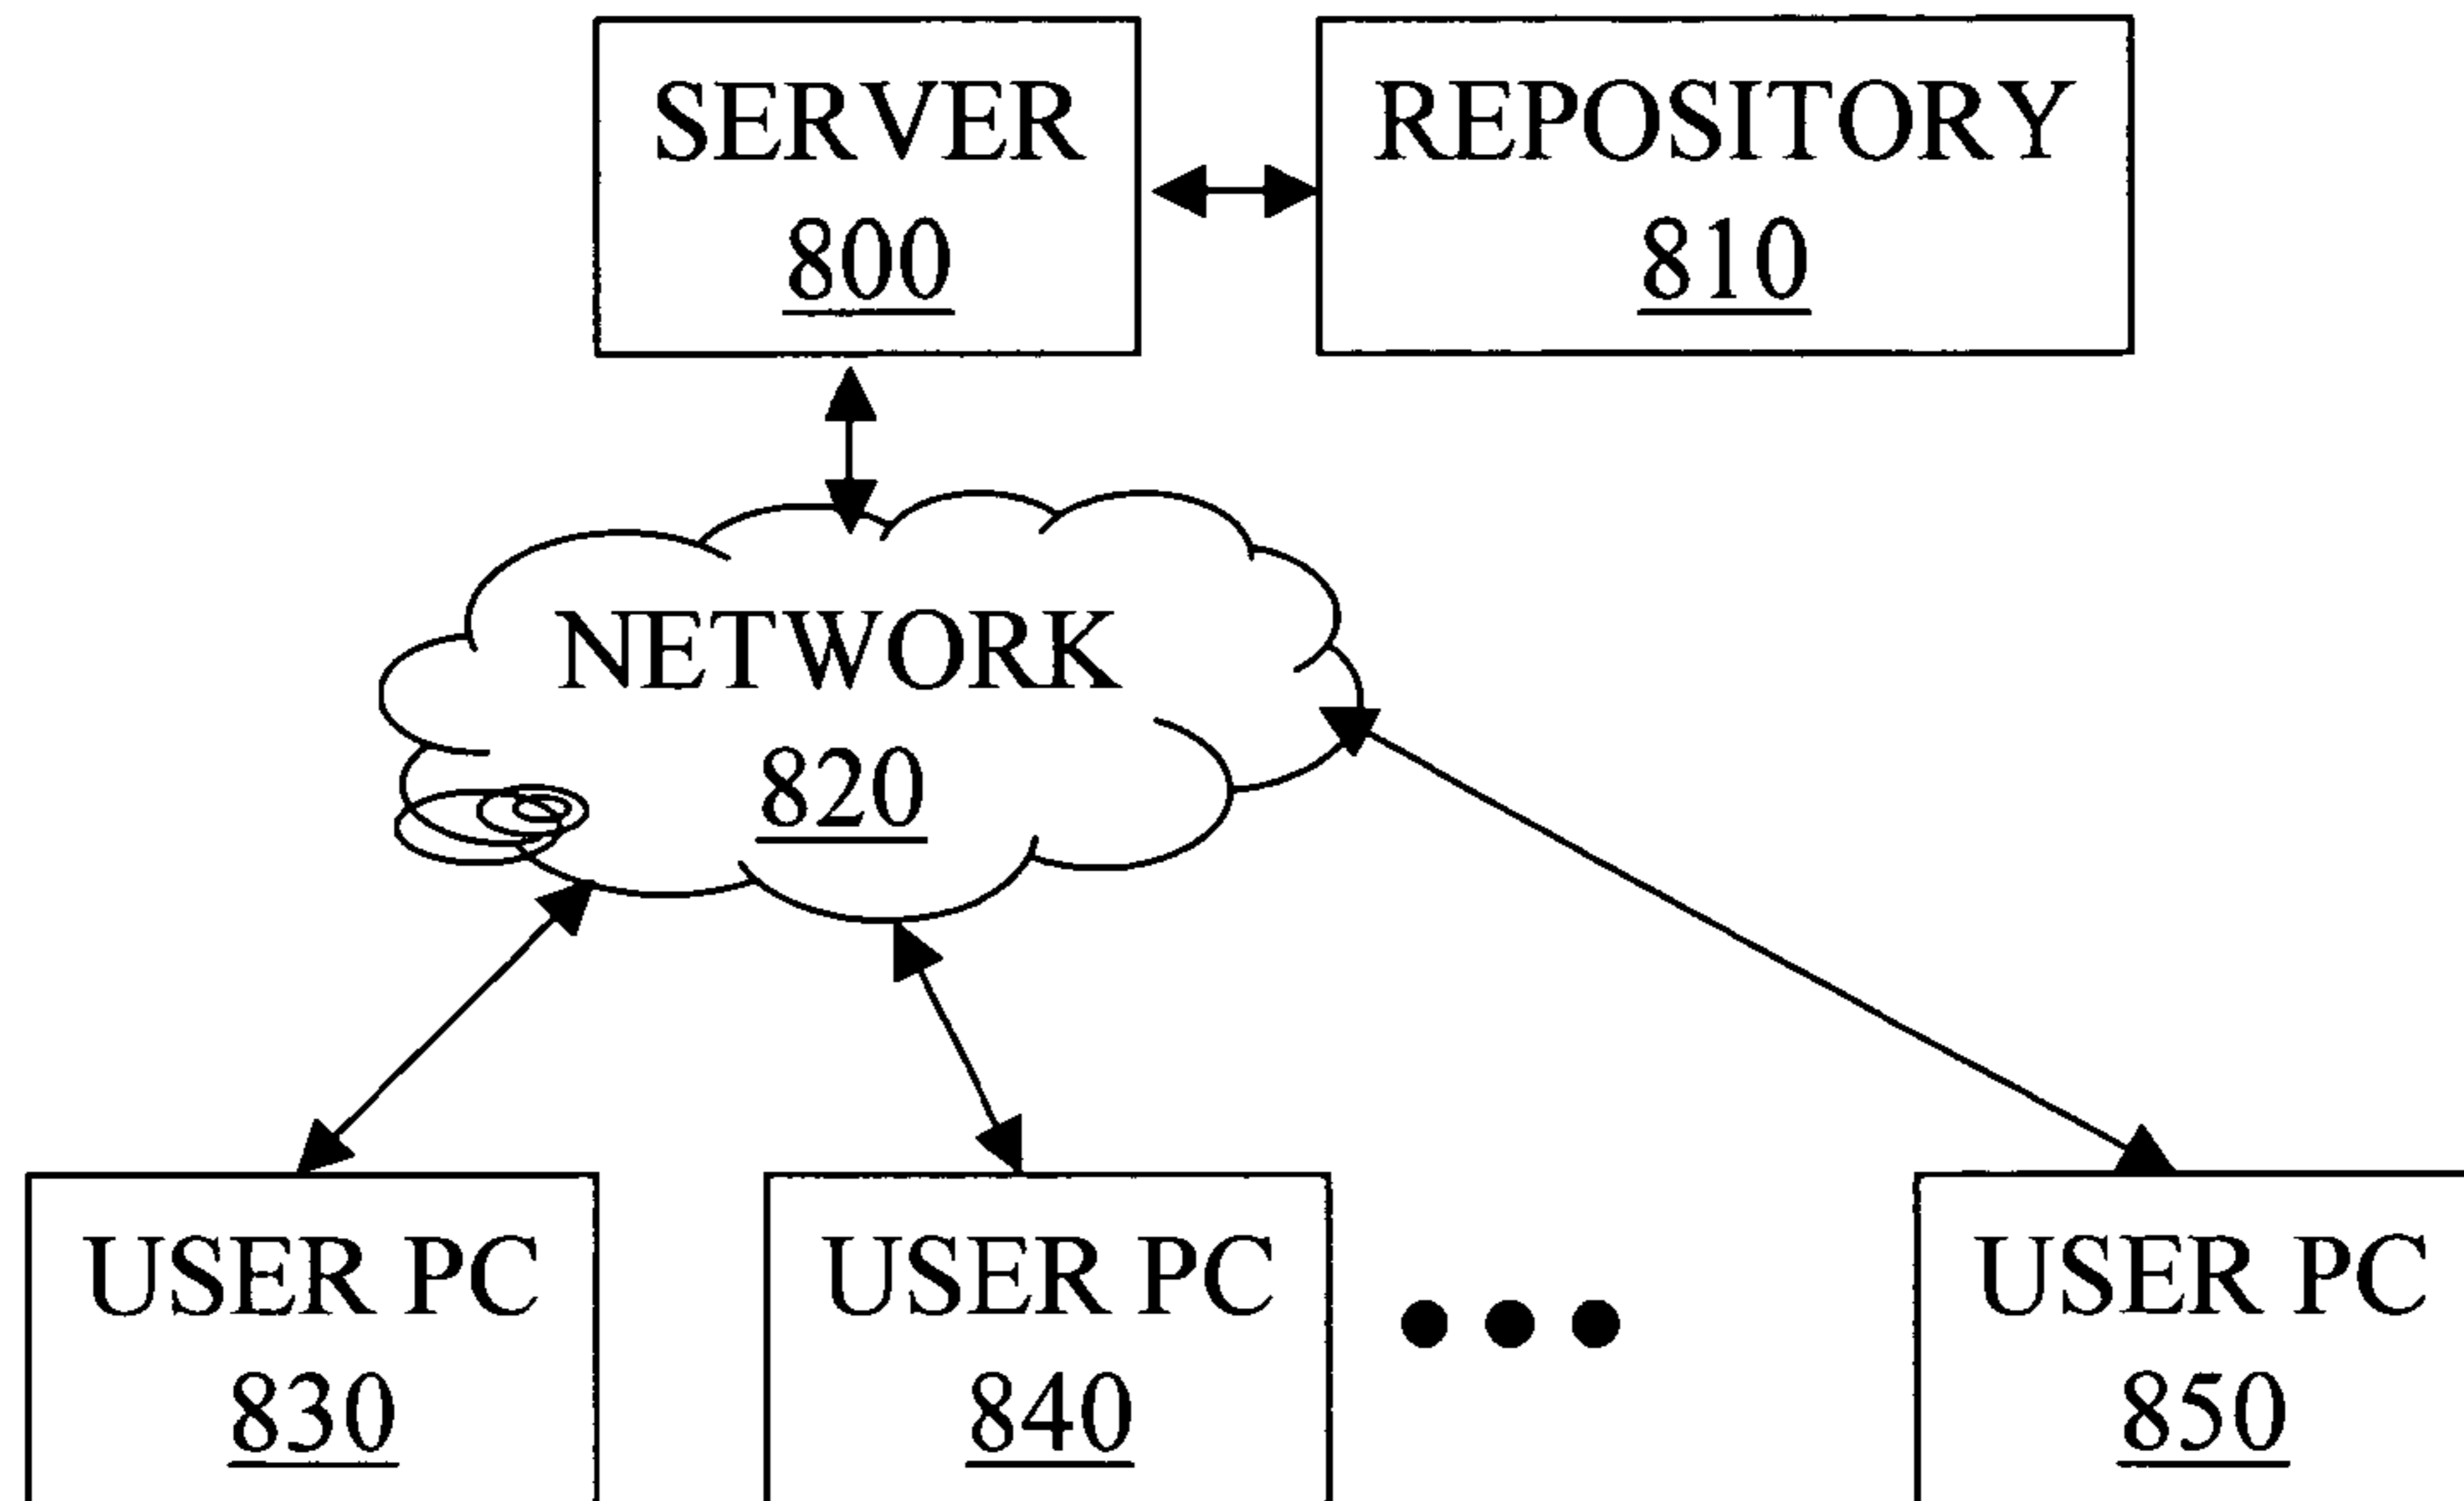 SERVER
800
REPOSITORY
810
NETWORK
820
USER PC
830
USER PC
840
USER PC
850